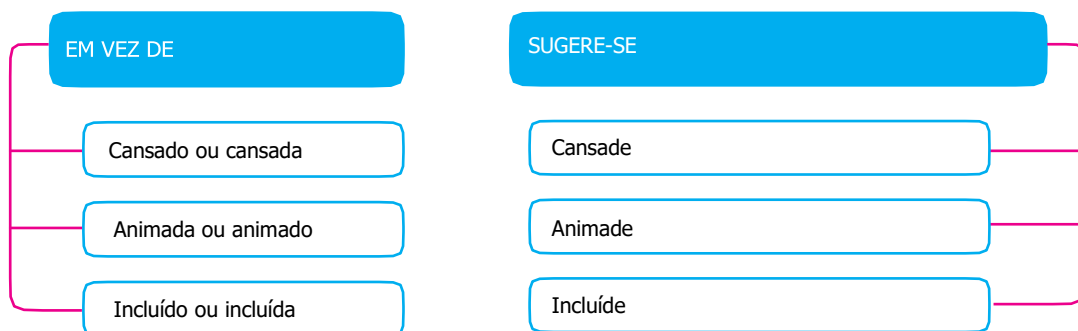 EM VEZ DE
SUGERE-SE
Cansado ou cansada
Cansade
Animada ou animado
Animade
Incluído ou incluída
Incluíde